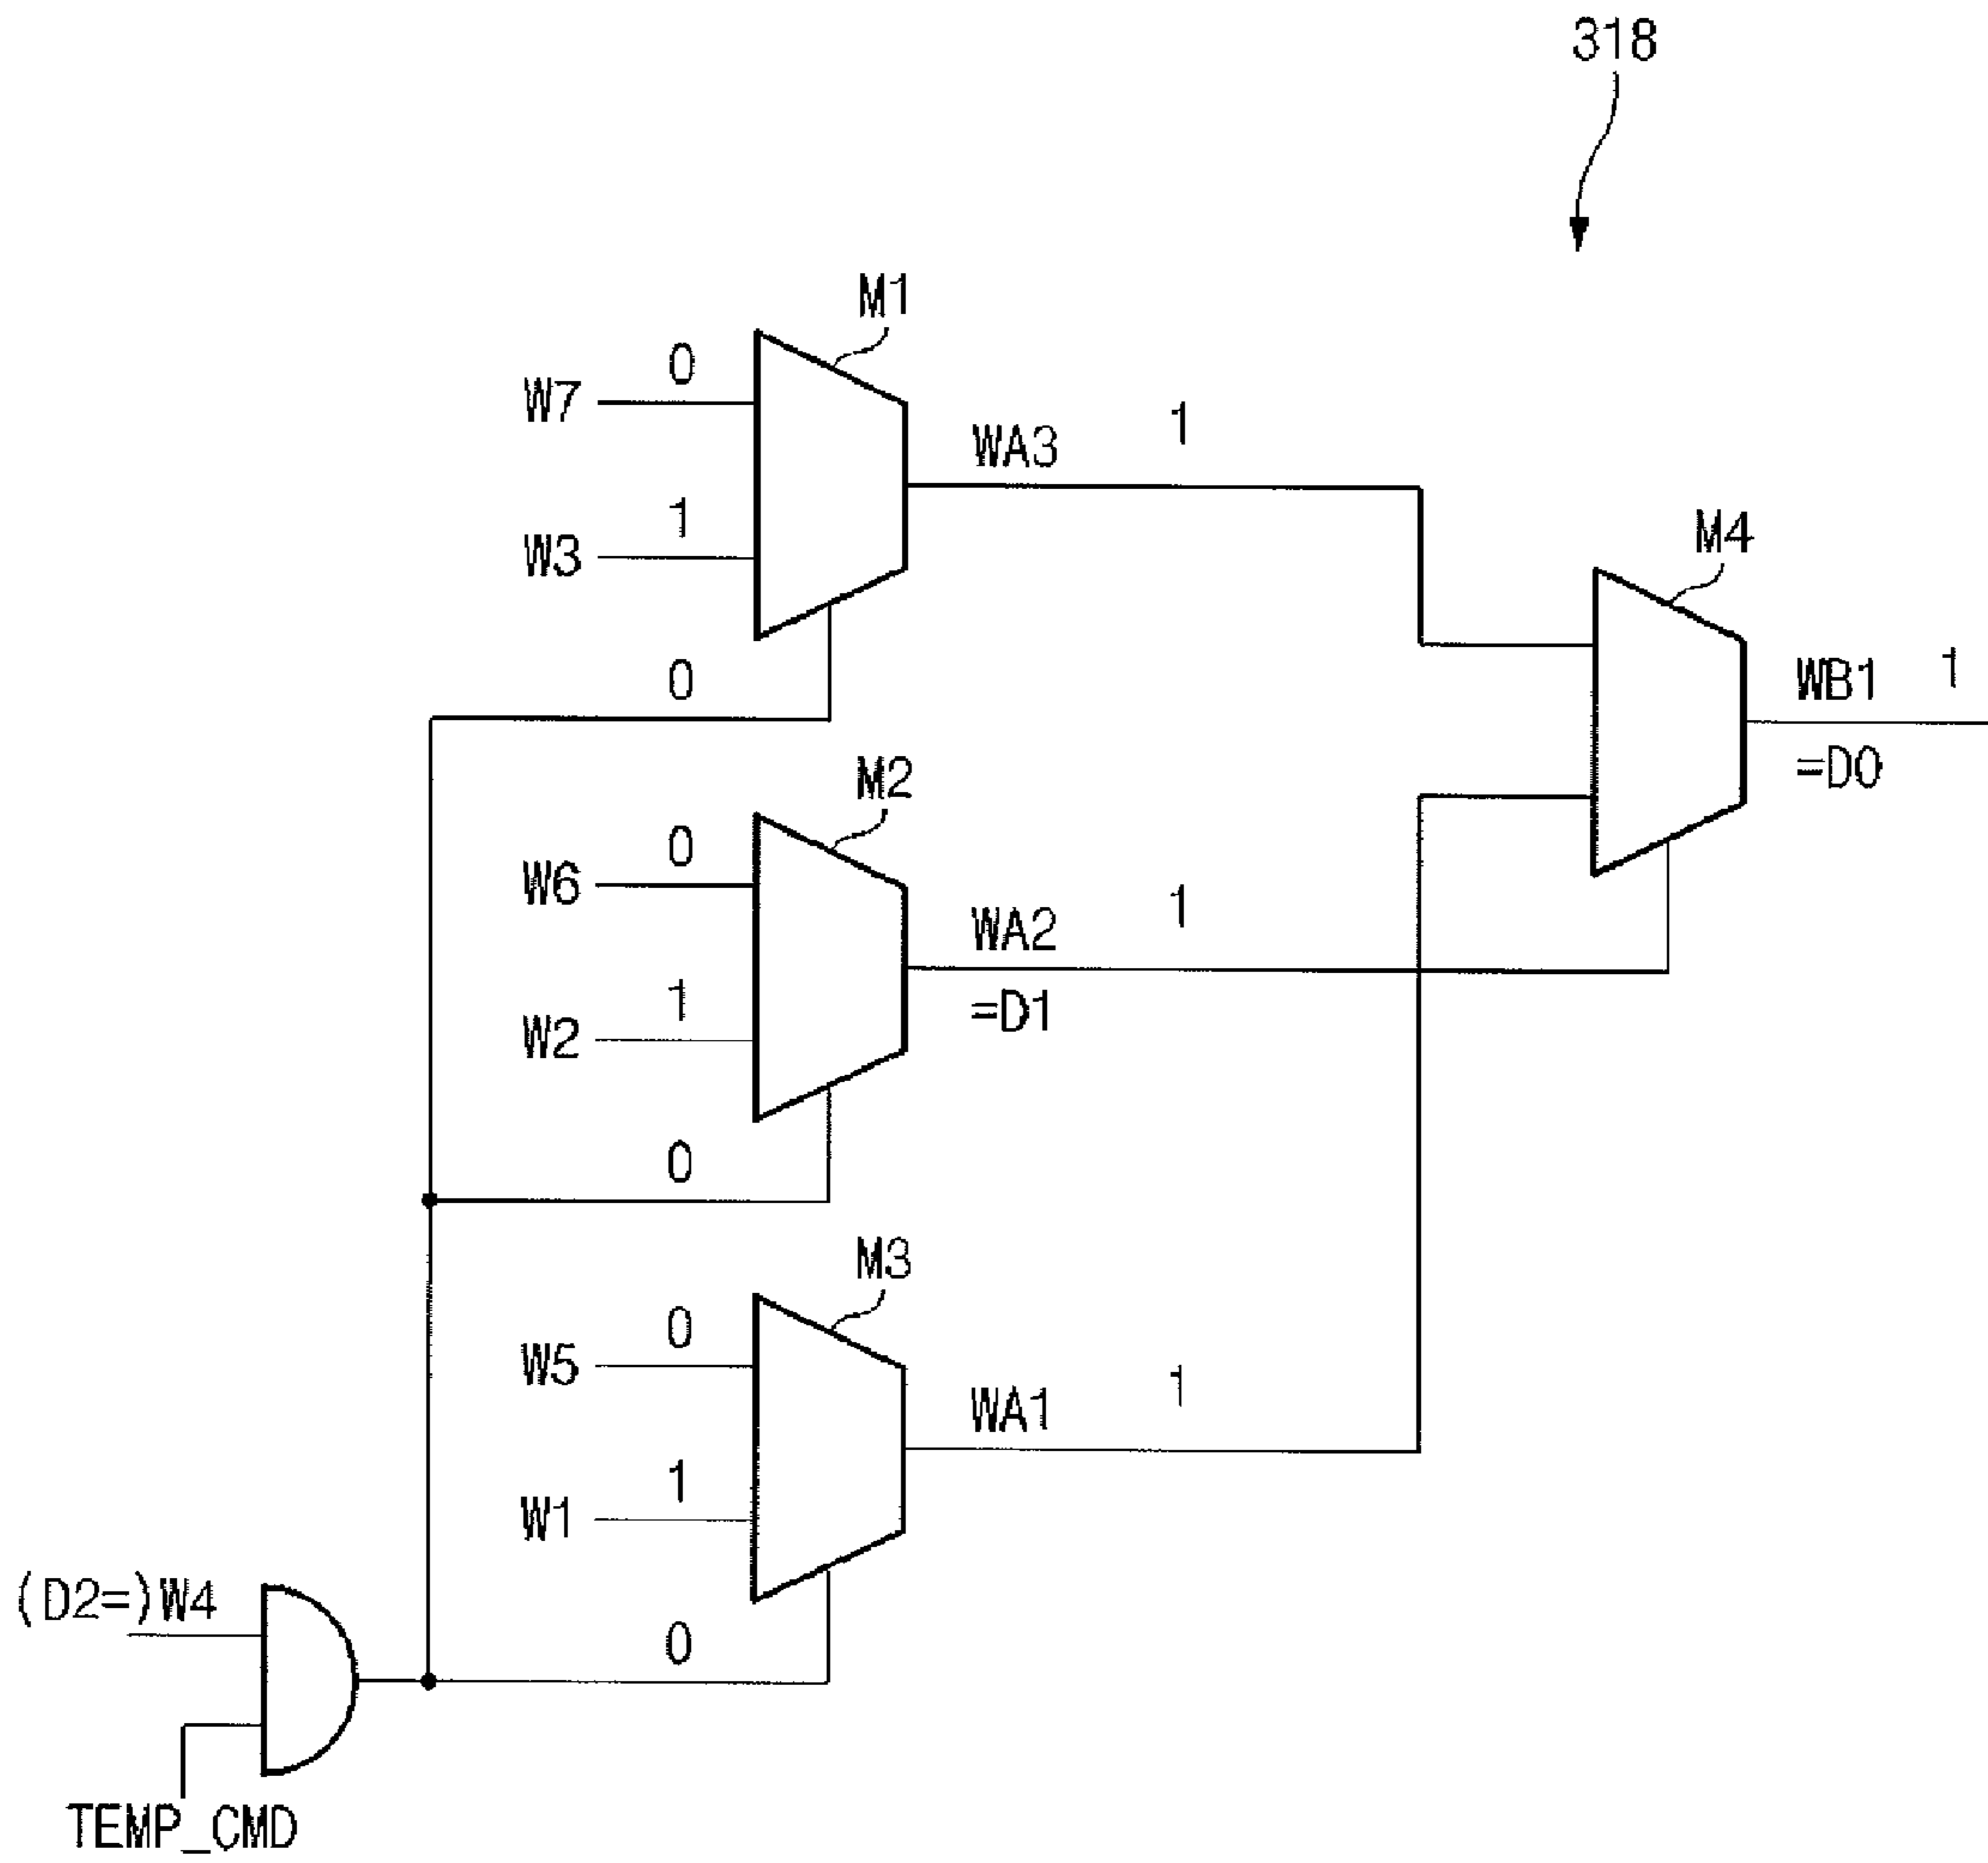 318
M1
W7 0
WA3 1
W3 1
M4
0
WB1 1
=D0
M2
W6 0
WA2 1
=D1
W2 1
0
M3
W5 0
WA1 1
W1 1
(D2=)W4
0
TEMP_CMD